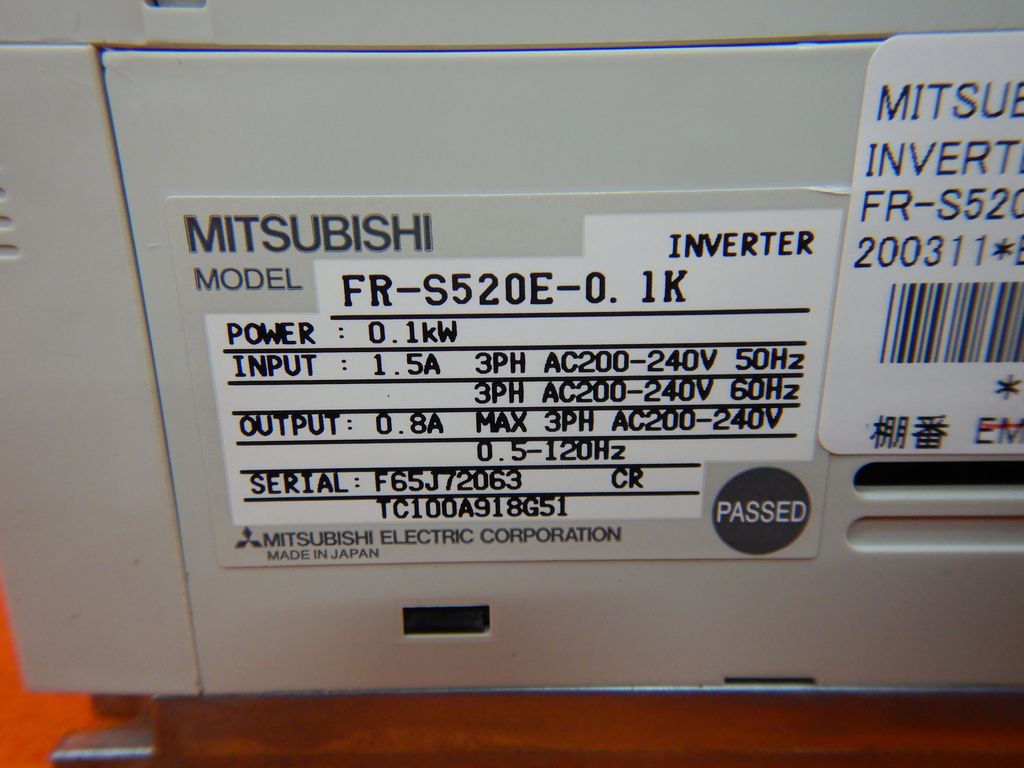 MITSUBISHI
INVERTER
MODEL FR-S520E-0.1K
POWER : 0.1kW
INPUT : 1.5A 3PH AC200-240V 50Hz
3PH AC200-240V 60Hz
OUTPUT: 0.8A MAX 3PH AC200-240V
0.5-120Hz
SERIAL: F65J72063 CR
TC100A918G51
PASSED
MITSUBISHI ELECTRIC CORPORATION
MADE IN JAPAN
MITSUB
INVERTE
FR-S520
200311*
*
棚番 EM